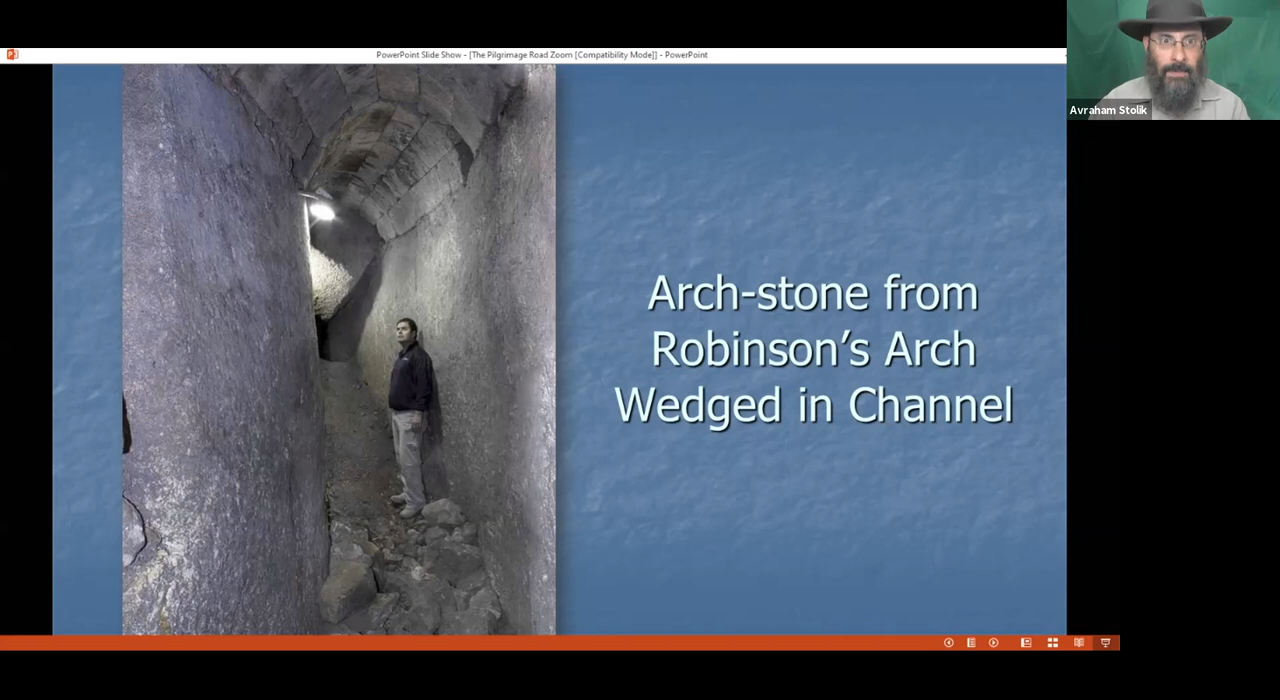 PowerPoint Slide Show - [The Pilgrimage Road Zoom [Compatibility Mode]] - PowerPoint
Avraham Stolik
Arch-stone from
Robinson’s Arch
Wedged in Channel